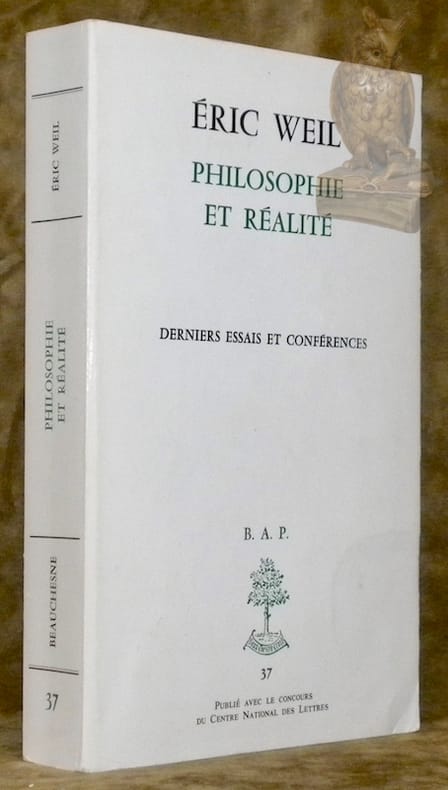 ÉRIC WEIL
PHILOSOPHIE
ET RÉALITÉ
DERNIERS ESSAIS ET CONFÉRENCES
B. A. P.
37
PUBLIÉ AVEC LE CONCOURS
DU CENTRE NATIONAL DES LETTRES
ÉRIC WEIL
PHILOSOPHIE
ET RÉALITÉ
BEAUCHESNE
37